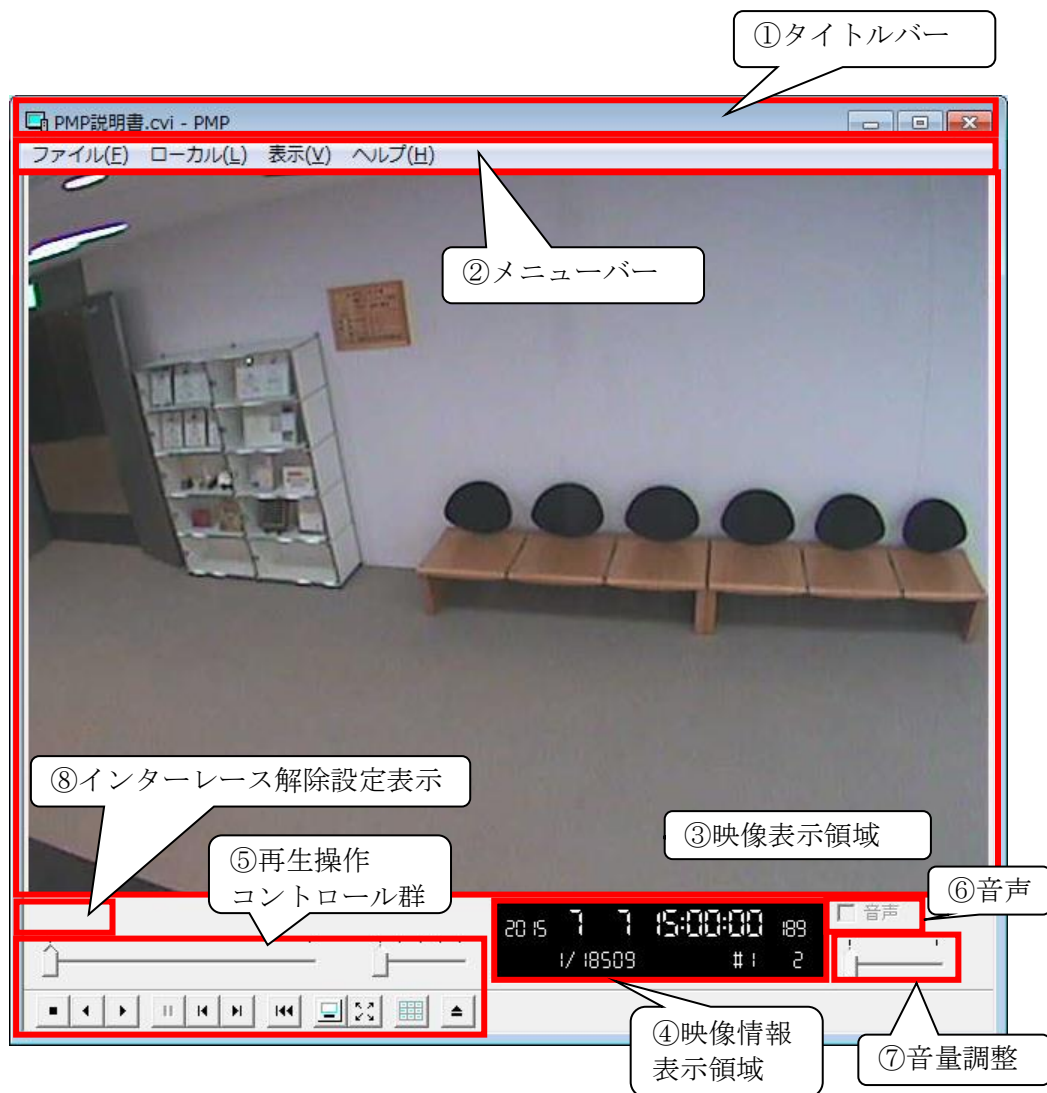 ①タイトルバー
PMP説明書.cvi - PMP
ファイル(F) ローカル(L) 表示(V) ヘルプ(H)
②メニューバー
⑧インターレース解除設定表示
③映像表示領域
⑤再生操作
コントロール群
⑥音声
2015 7 7 15:00:00 189
音声
1/18509 #1 2
④映像情報
表示領域
⑦音量調整